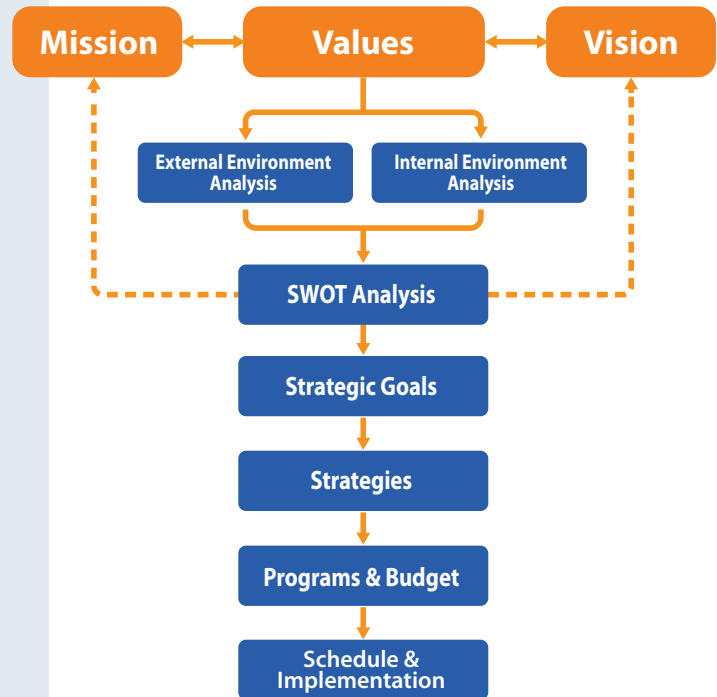 Mission
Values
Vision
External Environment
Analysis
Internal Environment
Analysis
SWOT Analysis
Strategic Goals
Strategies
Programs & Budget
Schedule &
Implementation